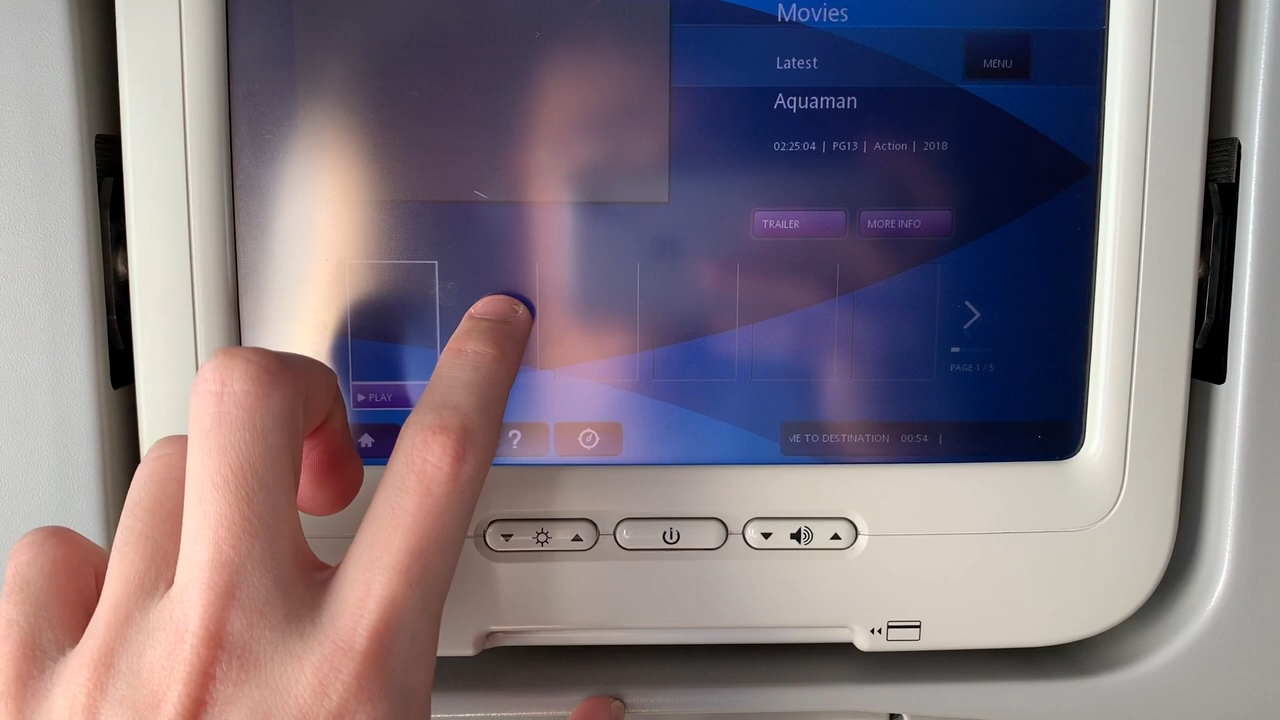 Movies
Latest
MENU
Aquaman
02:25:04 | PG13 | Action | 2018
TRAILER
MORE INFO
PAGE 1 / 5
PLAY
?
ME TO DESTINATION 00:54 |